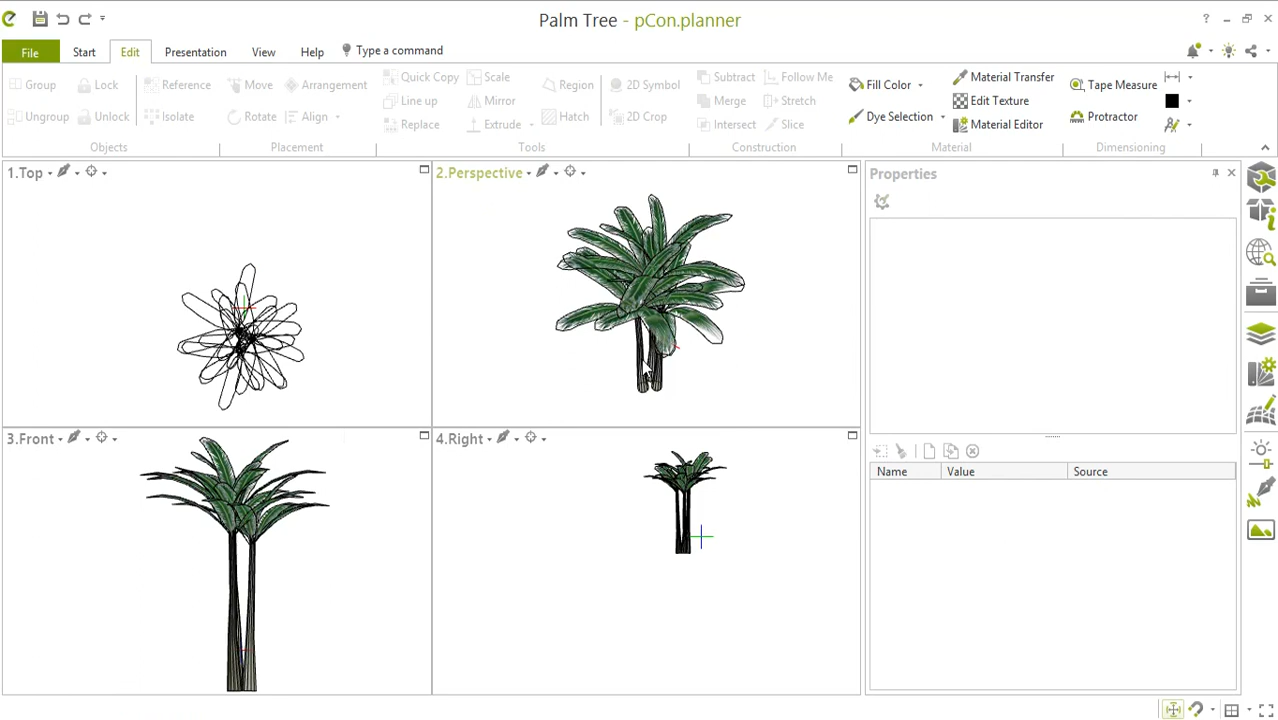 Palm Tree - pCon.planner
?
File Start Edit Presentation View Help Type a command
Group Lock Reference Move Arrangement Quick Copy Scale Region 2D Symbol Subtract Follow Me Fill Color Material Transfer Tape Measure
Line up Mirror Merge Stretch Edit Texture
Ungroup Unlock Isolate Rotate Align Replace Extrude Hatch 2D Crop Intersect Slice Dye Selection Material Editor Protractor
Objects Placement Tools Construction Material Dimensioning
1.Top 2.Perspective Properties
3.Front 4.Right
Name Value Source